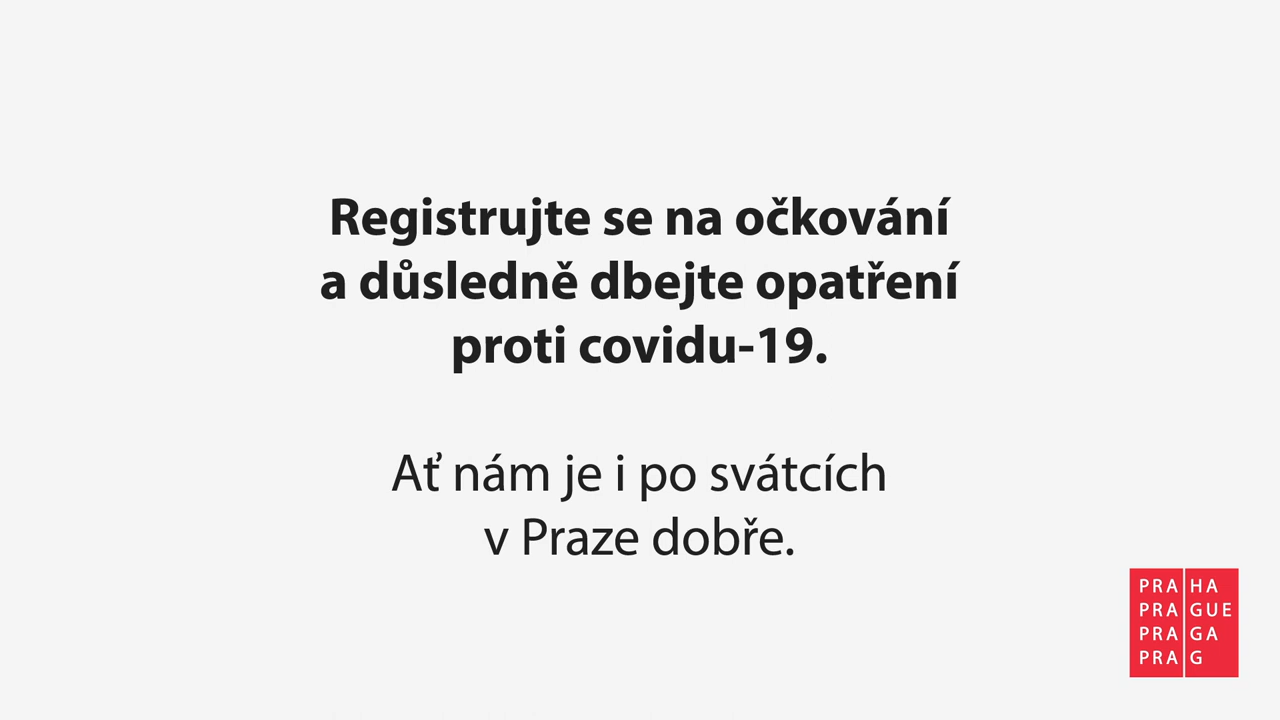 Registrujte se na očkování
a důsledně dbejte opatření
proti covidu-19.
Ať nám je i po svátcích
v Praze dobře.
PRA HA
PRA GUE
PRA GA
PRA G